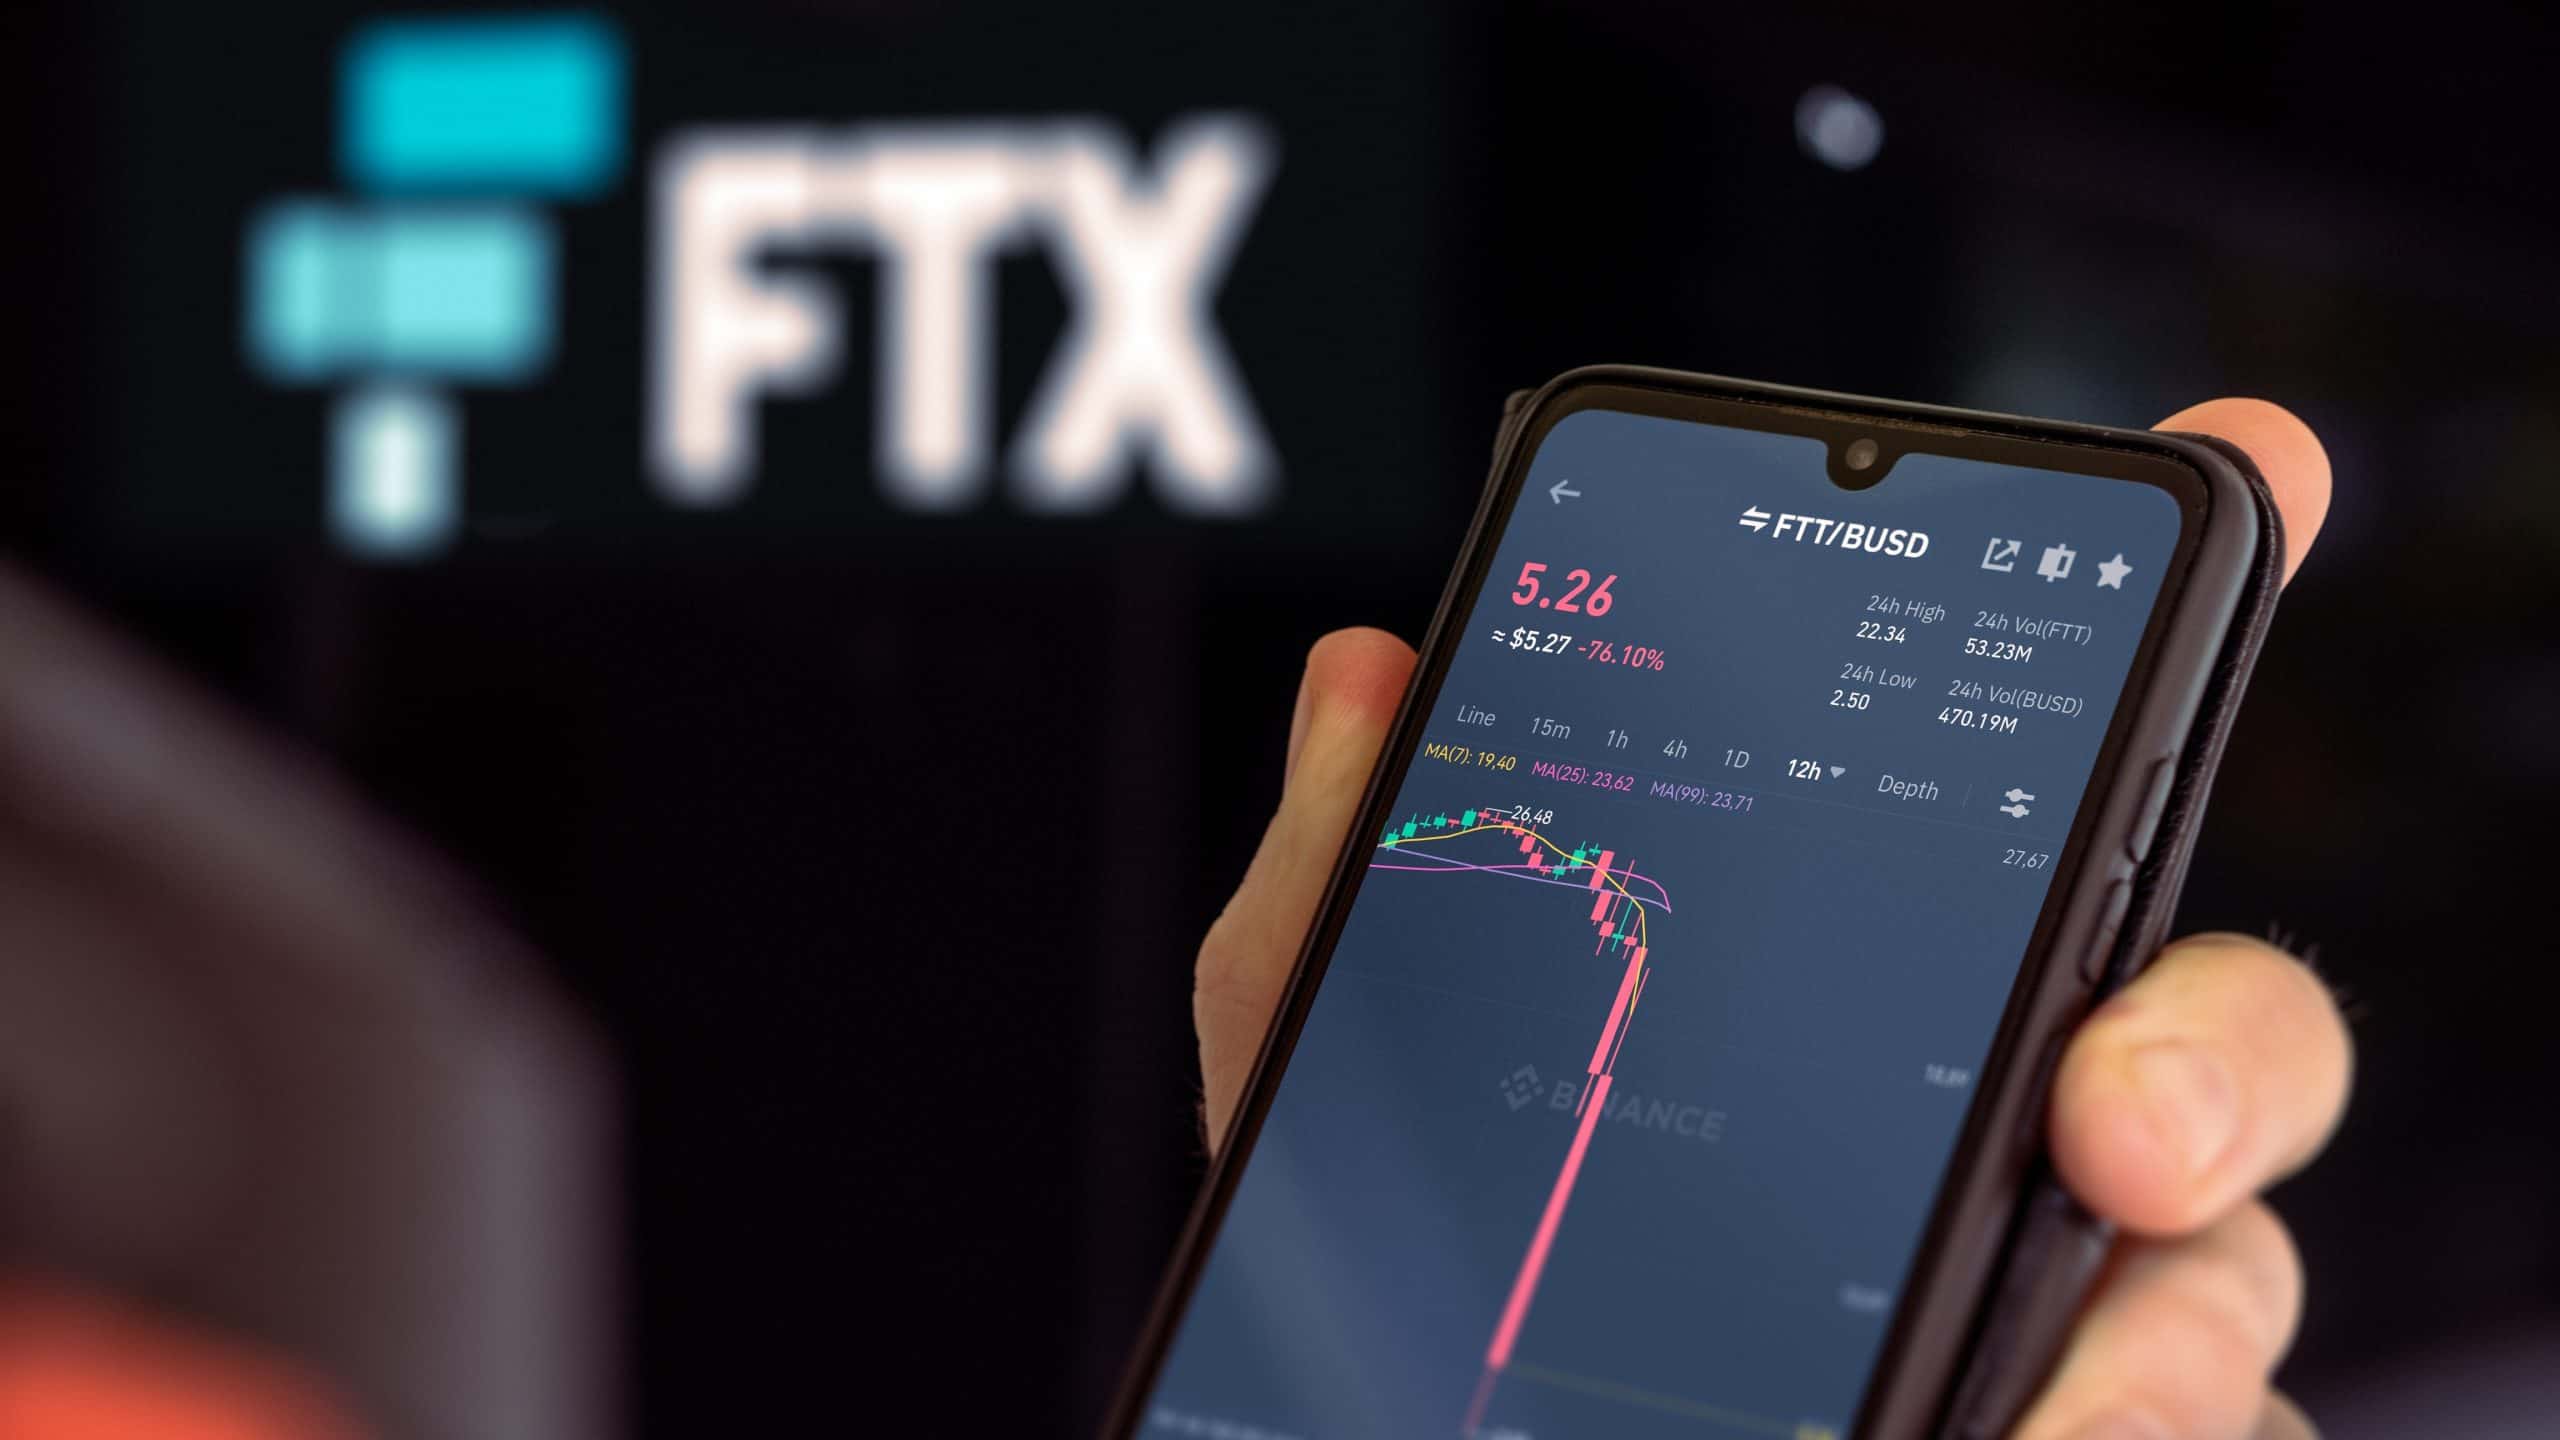 FTX
FTT/BUSD
5.26
≈ $5.27 -76.10%
24h High
22.34
24h Vol(FTT)
53.23M
24h Low
2.50
24h Vol(BUSD)
470.19M
Line 15m 1h 4h 1D 12h Depth
MA(7): 19,40 MA(25): 23,62 MA(99): 23,71
26,48
27,67
BINANCE